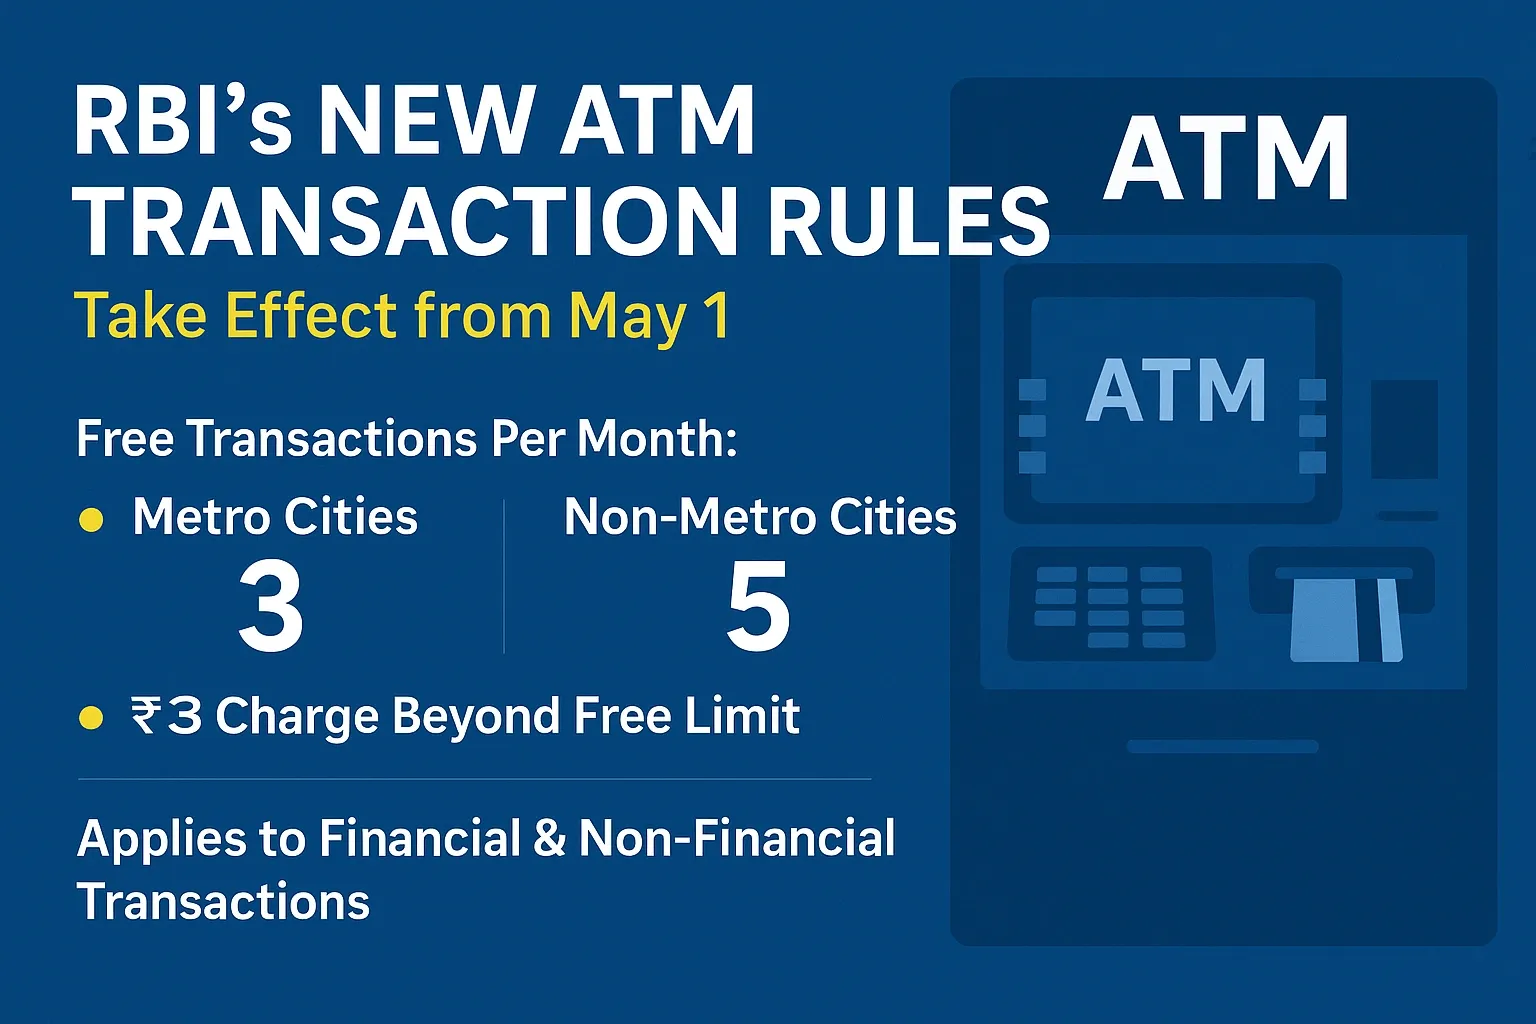 RBI’s NEW ATM
TRANSACTION RULES
Take Effect from May 1
Free Transactions Per Month:
Metro Cities
3
Non-Metro Cities
5
₹3 Charge Beyond Free Limit
Applies to Financial & Non-Financial
Transactions
ATM
ATM